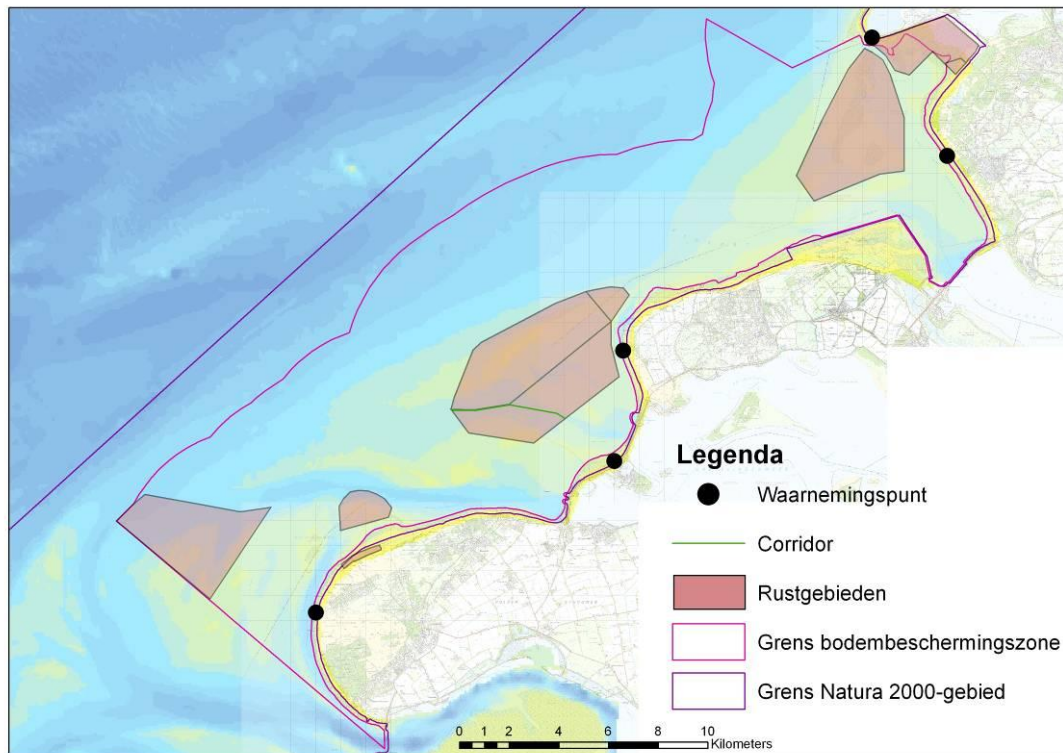 Legenda
Waarnemingspunt
Corridor
Rustgebieden
Grens bodembeschermingszone
Grens Natura 2000-gebied
0 1 2 4 6 8 10
Kilometers